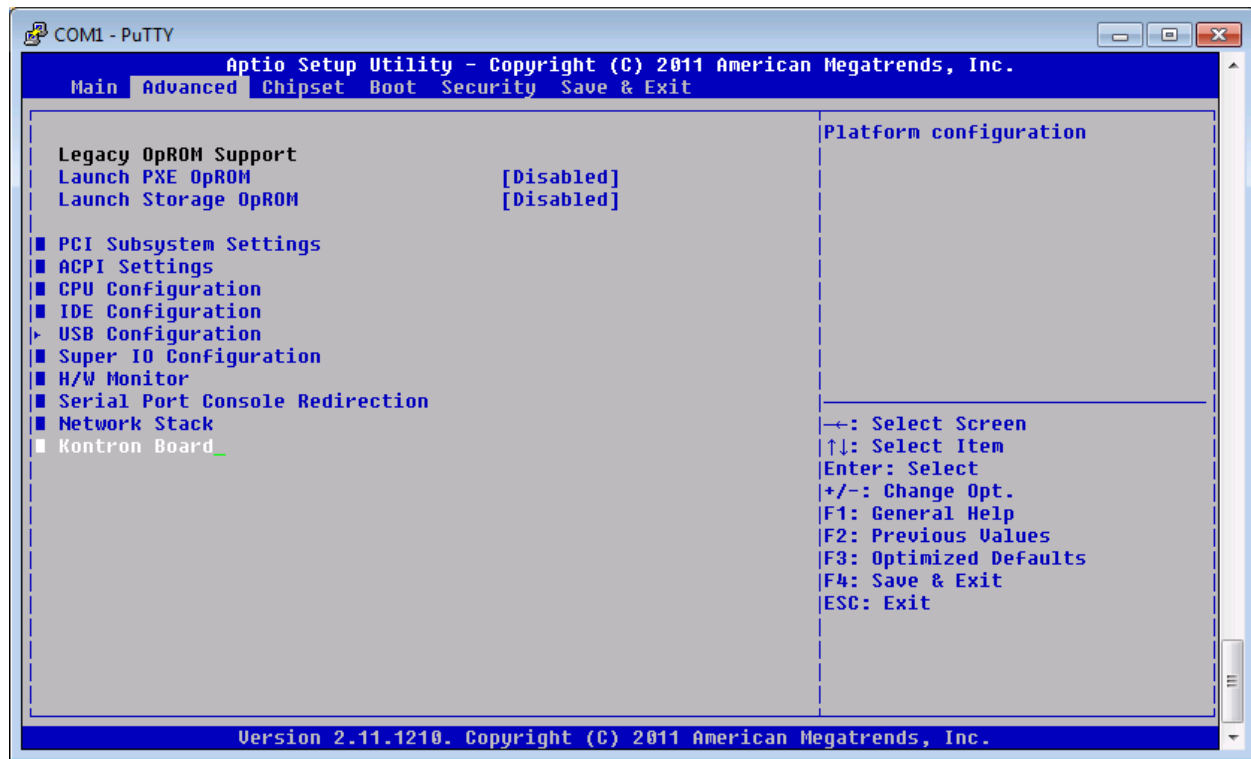 COM1 - PuTTY
Aptio Setup Utility - Copyright (C) 2011 American Megatrends, Inc.
Main Advanced Chipset Boot Security Save & Exit
Platform configuration
Legacy OpROM Support
Launch PXE OpROM [Disabled]
Launch Storage OpROM [Disabled]
PCI Subsystem Settings
ACPI Settings
CPU Configuration
IDE Configuration
USB Configuration
Super IO Configuration
H/W Monitor
Serial Port Console Redirection
Network Stack
Kontron Board_
→←: Select Screen
↑↓: Select Item
Enter: Select
+/-: Change Opt.
F1: General Help
F2: Previous Values
F3: Optimized Defaults
F4: Save & Exit
ESC: Exit
Version 2.11.1210. Copyright (C) 2011 American Megatrends, Inc.